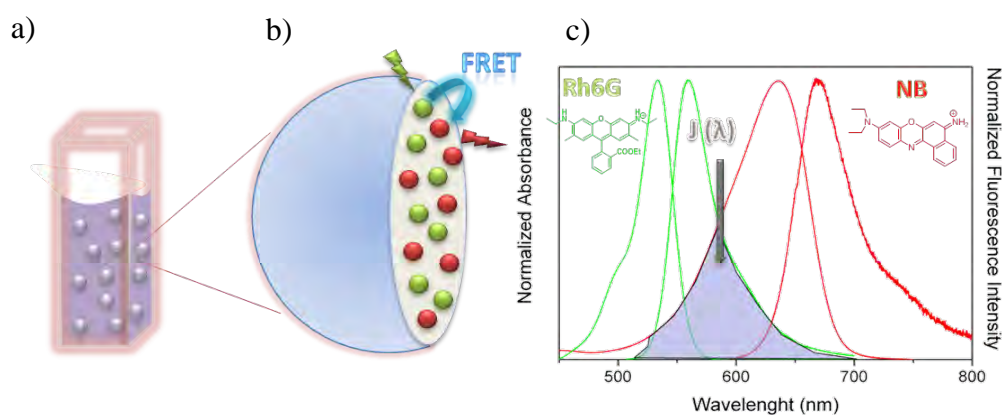 a)
b)
c)
FRET
Rh6G
NB
J (λ)
H
N
H
N
⊕
O
COOEt
N
O
NH₂
⊕
N
Normalized Absorbance
Normalized Fluorescence Intensity
500
600
700
800
Wavelenght (nm)